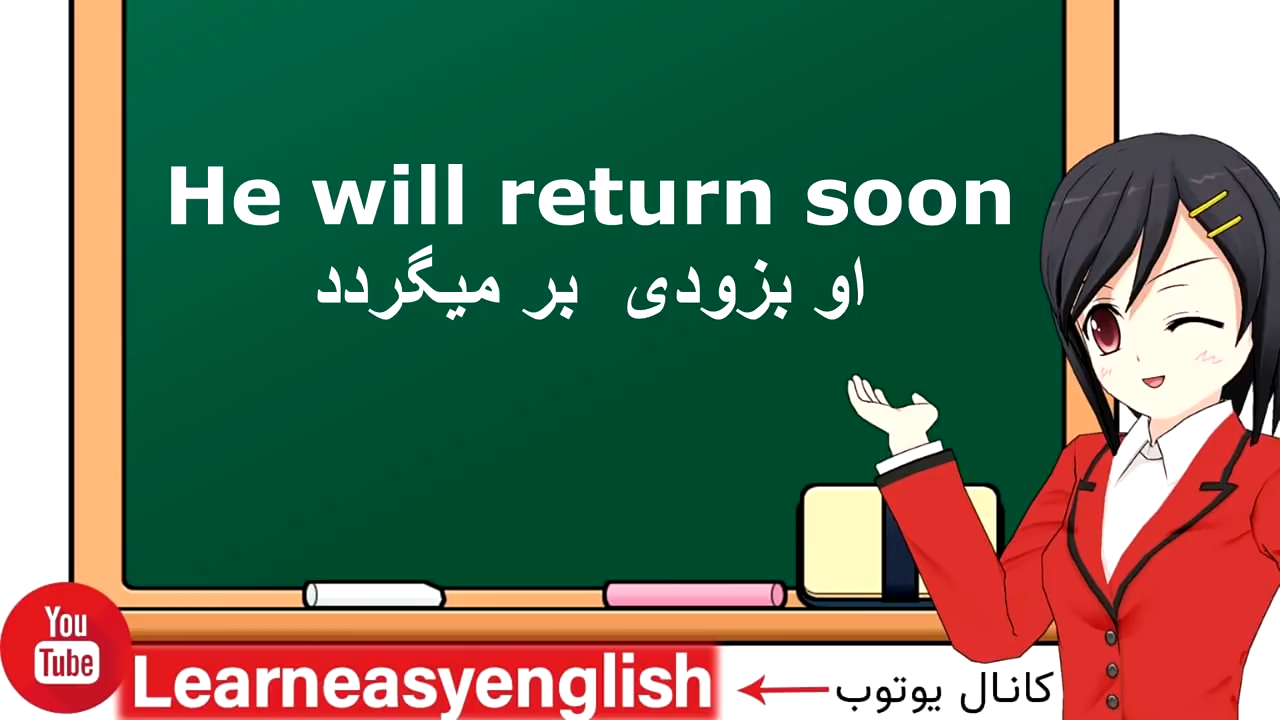 He will return soon
او بزودی بر میگردد
You
Tube
Learneasyenglish
کانال یوتوب